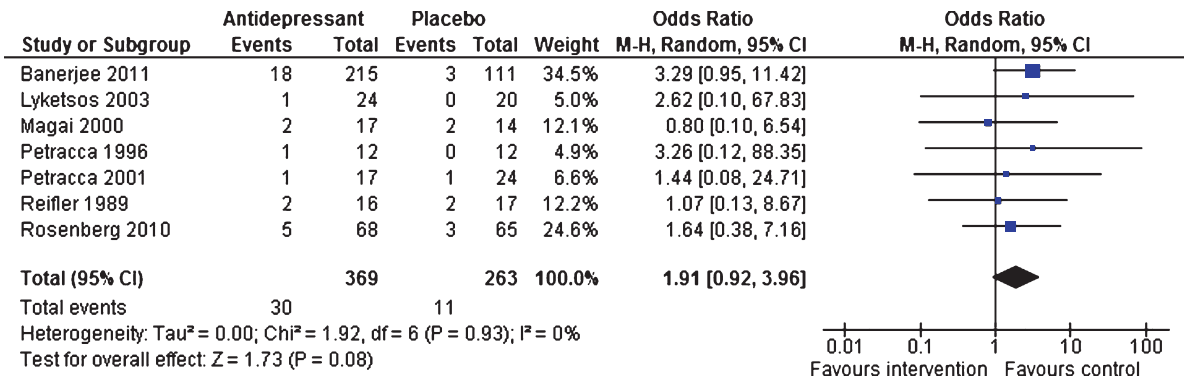 Antidepressant Placebo Odds Ratio Odds Ratio
Study or Subgroup Events Total Events Total Weight M-H, Random, 95% CI M-H, Random, 95% CI
Banerjee 2011 18 215 3 111 34.5% 3.29 [0.95, 11.42]
Lyketsos 2003 1 24 0 20 5.0% 2.62 [0.10, 67.83]
Magai 2000 2 17 2 14 12.1% 0.80 [0.10, 6.54]
Petracca 1996 1 12 0 12 4.9% 3.26 [0.12, 88.35]
Petracca 2001 1 17 1 24 6.6% 1.44 [0.08, 24.71]
Reifler 1989 2 16 2 17 12.2% 1.07 [0.13, 8.67]
Rosenberg 2010 5 68 3 65 24.6% 1.64 [0.38, 7.16]
Total (95% CI) 369 263 100.0% 1.91 [0.92, 3.96]
Total events 30 11
Heterogeneity: Tau² = 0.00; Chi² = 1.92, df = 6 (P = 0.93); I² = 0%
Test for overall effect: Z = 1.73 (P = 0.08)
0.01 0.1 1 10 100
Favours intervention Favours control